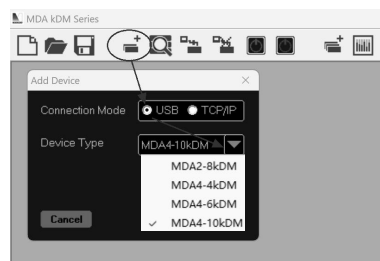 MDA kDM Series
Add Device
Connection Mode USB TCP/IP
Device Type MDA4-10kDM
MDA2-8kDM
MDA4-4kDM
MDA4-6kDM
MDA4-10kDM
Cancel